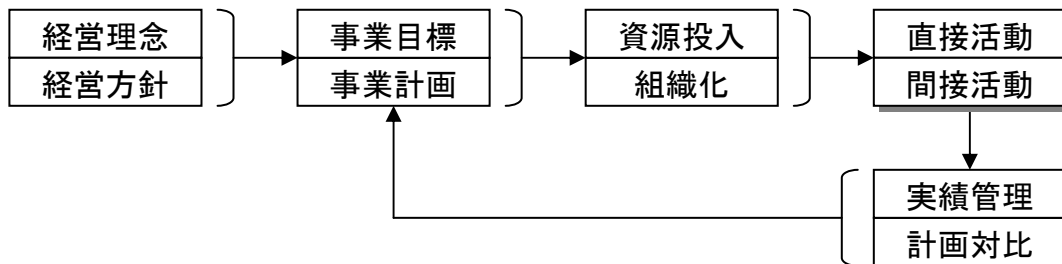 経営理念
経営方針
事業目標
事業計画
資源投入
組織化
直接活動
間接活動
実績管理
計画対比